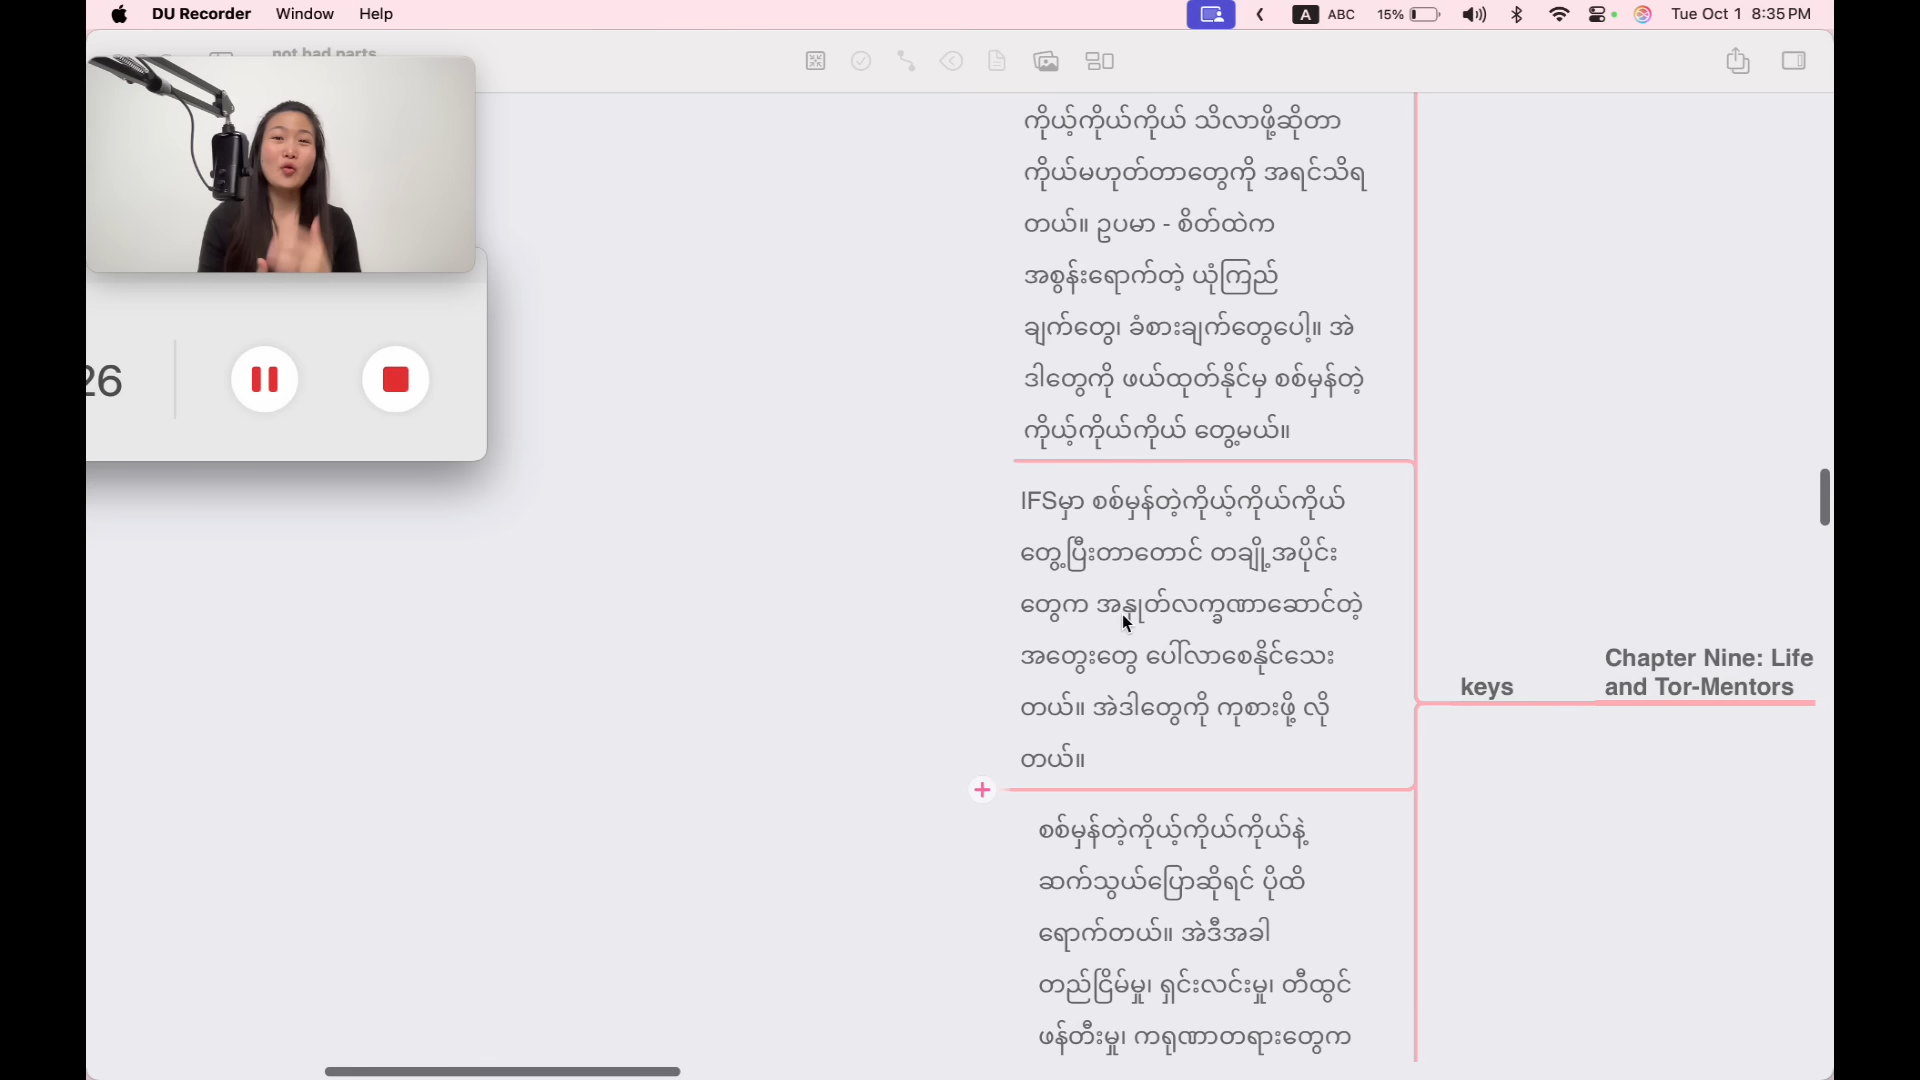 DU Recorder Window Help
A ABC 15% Tue Oct 1 8:35 PM
not bad parts
26
ကိုယ့်ကိုယ်ကိုယ် သိလာဖို့ဆိုတာ
ကိုယ်မဟုတ်တာတွေကို အရင်သိရ
တယ်။ ဥပမာ - စိတ်ထဲက
အစွန်းရောက်တဲ့ ယုံကြည်
ချက်တွေ၊ ခံစားချက်တွေပေါ့။ အဲ
ဒါတွေကို ဖယ်ထုတ်နိုင်မှ စစ်မှန်တဲ့
ကိုယ့်ကိုယ်ကိုယ် တွေ့မယ်။
IFSမှာ စစ်မှန်တဲ့ကိုယ့်ကိုယ်ကိုယ်
တွေ့ပြီးတာတောင် တချို့အပိုင်း
တွေက အနုုတ်လက္ခဏာဆောင်တဲ့
အတွေးတွေ ပေါ်လာစေနိုင်သေး
တယ်။ အဲဒါတွေကို ကုစားဖို့ လို
တယ်။
စစ်မှန်တဲ့ကိုယ့်ကိုယ်ကိုယ်နဲ့
ဆက်သွယ်ပြောဆိုရင် ပိုထိ
ရောက်တယ်။ အဲဒီအခါ
တည်ငြိမ်မှု၊ ရှင်းလင်းမှု၊ တီထွင်
ဖန်တီးမှု၊ ကရုဏာတရားတွေက
keys
Chapter Nine: Life
and Tor-Mentors